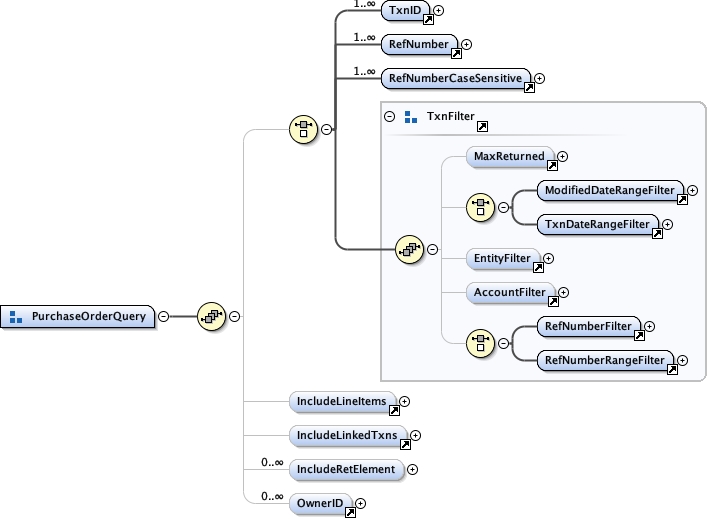 1..∞
TxnID
1..∞
RefNumber
1..∞
RefNumberCaseSensitive
TxnFilter
MaxReturned
ModifiedDateRangeFilter
TxnDateRangeFilter
EntityFilter
AccountFilter
RefNumberFilter
RefNumberRangeFilter
PurchaseOrderQuery
IncludeLineItems
IncludeLinkedTxns
0..∞
IncludeRetElement
0..∞
OwnerID